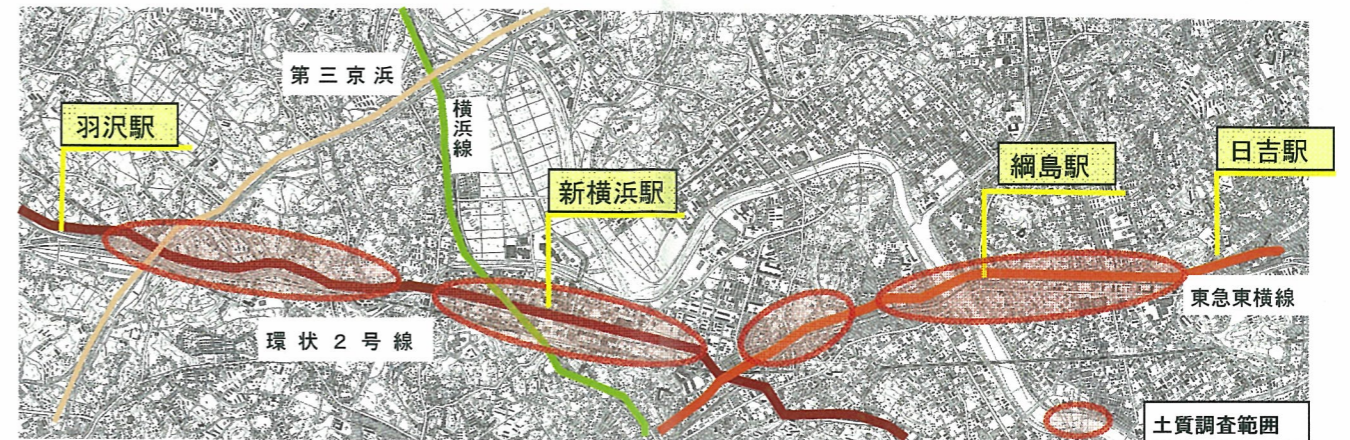 第三京浜
羽沢駅
横浜線
新横浜駅
綱島駅
日吉駅
東急東横線
環状２号線
土質調査範囲